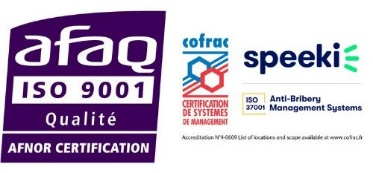 afaq
ISO 9001
Qualité
AFNOR CERTIFICATION
cofrac
CERTIFICATION
DE SYSTÈMES
DE MANAGEMENT
speeki
ISO
37001
Anti-Bribery
Management Systems
Accreditation N°4-0609 List of locations and scope available at www.cofrac.fr